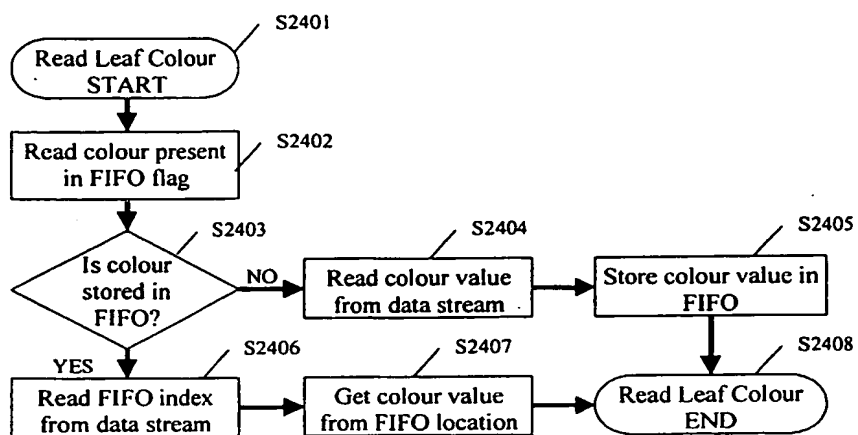 S2401
Read Leaf Colour
START
S2402
Read colour present
in FIFO flag
S2403
Is colour
stored in
FIFO?
NO
S2404
Read colour value
from data stream
S2405
Store colour value in
FIFO
YES
S2406
Read FIFO index
from data stream
S2407
Get colour value
from FIFO location
S2408
Read Leaf Colour
END